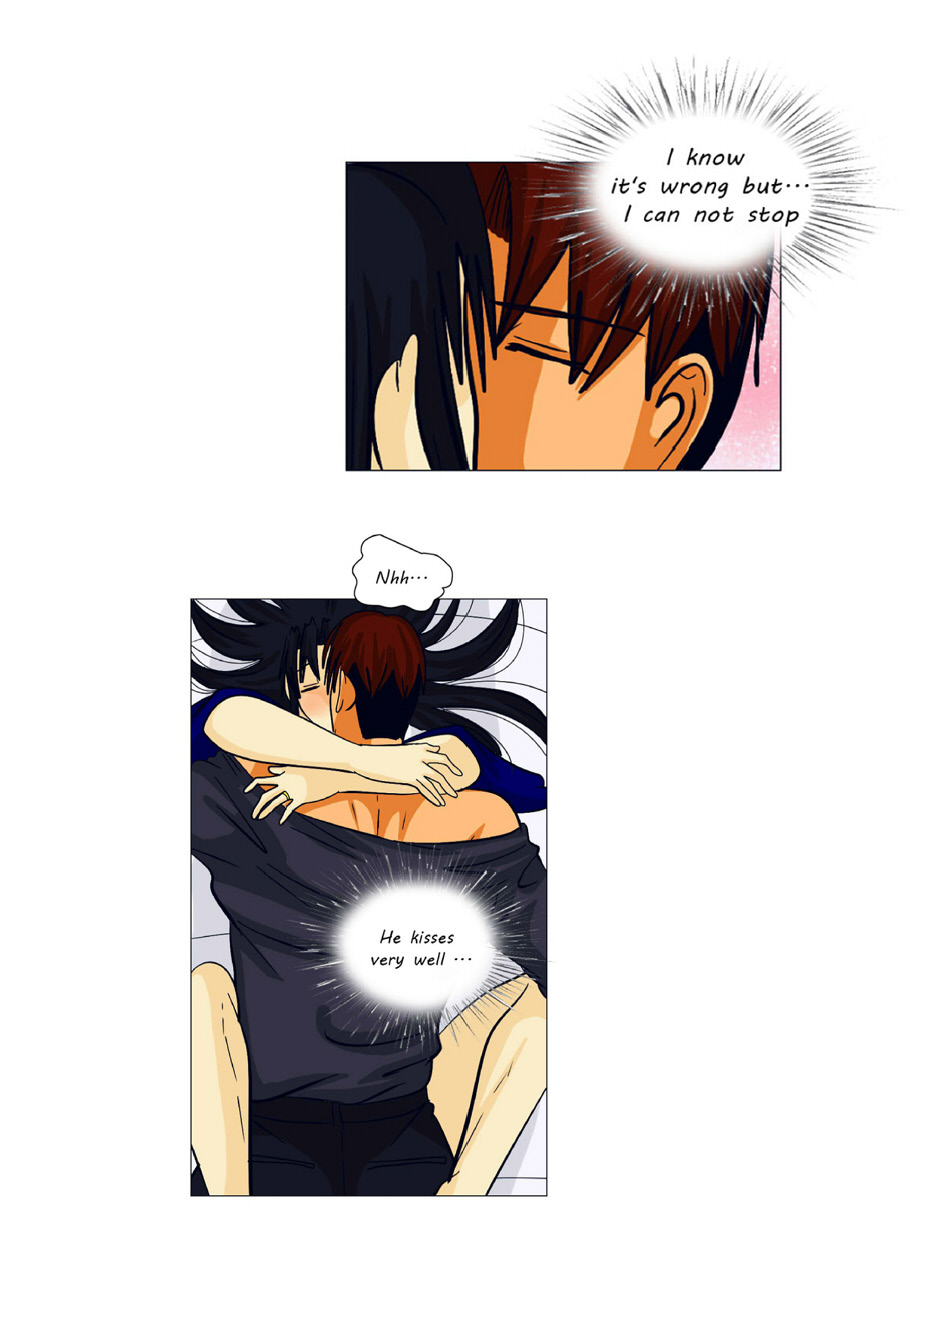 I know
it's wrong but...
I can not stop
Nhh...
He kisses
very well ...